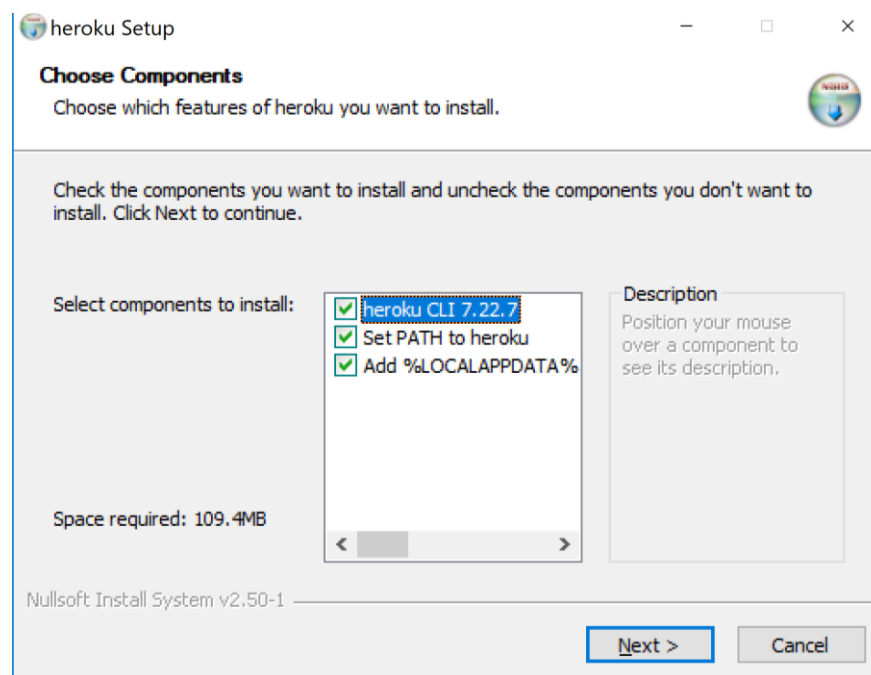 heroku Setup
Choose Components
Choose which features of heroku you want to install.
Check the components you want to install and uncheck the components you don't want to
install. Click Next to continue.
Select components to install:
heroku CLI 7.22.7
Set PATH to heroku
Add %LOCALAPPDATA%
Description
Position your mouse
over a component to
see its description.
Space required: 109.4MB
Nullsoft Install System v2.50-1
Next >
Cancel